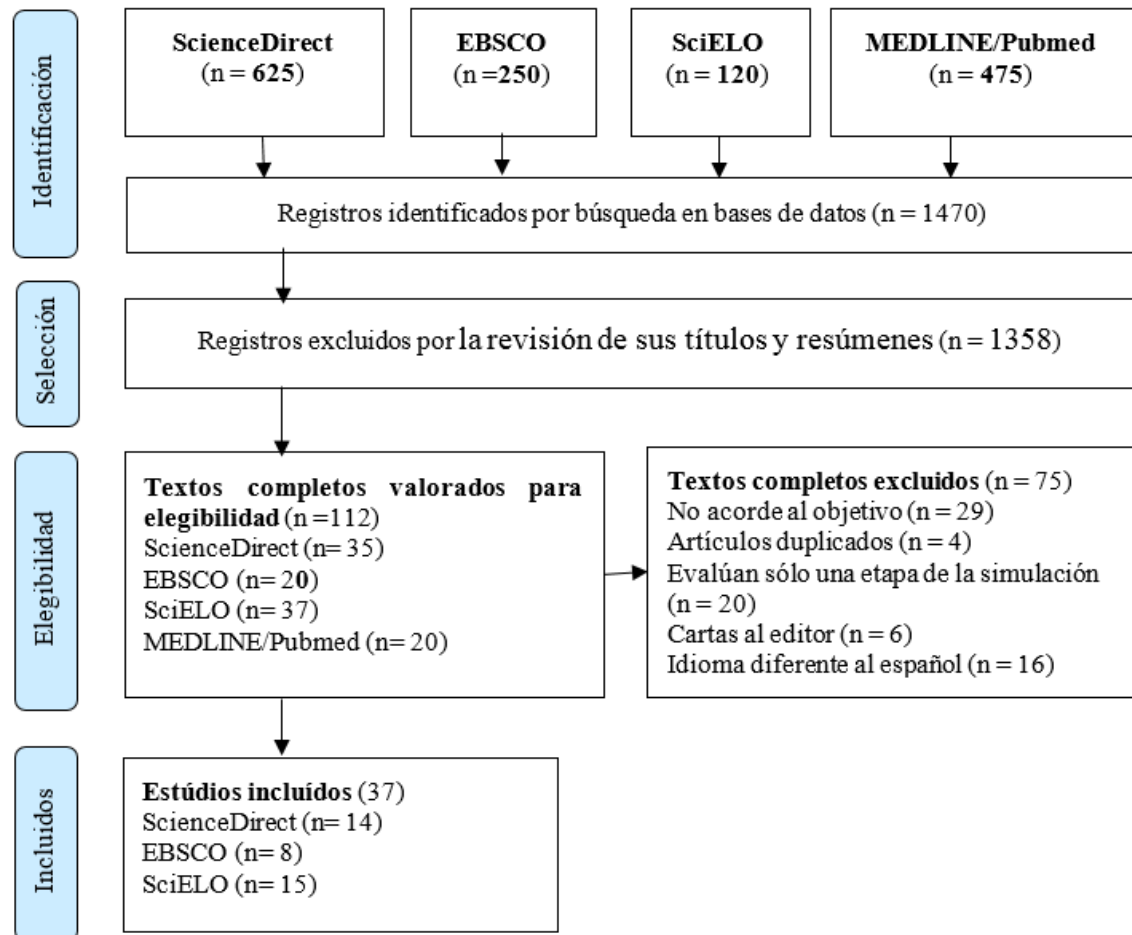 Identificación
ScienceDirect
(n = 625)
EBSCO
(n =250)
SciELO
(n = 120)
MEDLINE/Pubmed
(n = 475)
Registros identificados por búsqueda en bases de datos (n = 1470)
Selección
Registros excluidos por la revisión de sus títulos y resúmenes (n = 1358)
Elegibilidad
Textos completos valorados para
elegibilidad (n =112)
ScienceDirect (n= 35)
EBSCO (n= 20)
SciELO (n= 37)
MEDLINE/Pubmed (n= 20)
Textos completos excluidos (n = 75)
No acorde al objetivo (n = 29)
Artículos duplicados (n = 4)
Evalúan sólo una etapa de la simulación
(n = 20)
Cartas al editor (n = 6)
Idioma diferente al español (n = 16)
Incluidos
Estúdios incluídos (37)
ScienceDirect (n= 14)
EBSCO (n= 8)
SciELO (n= 15)